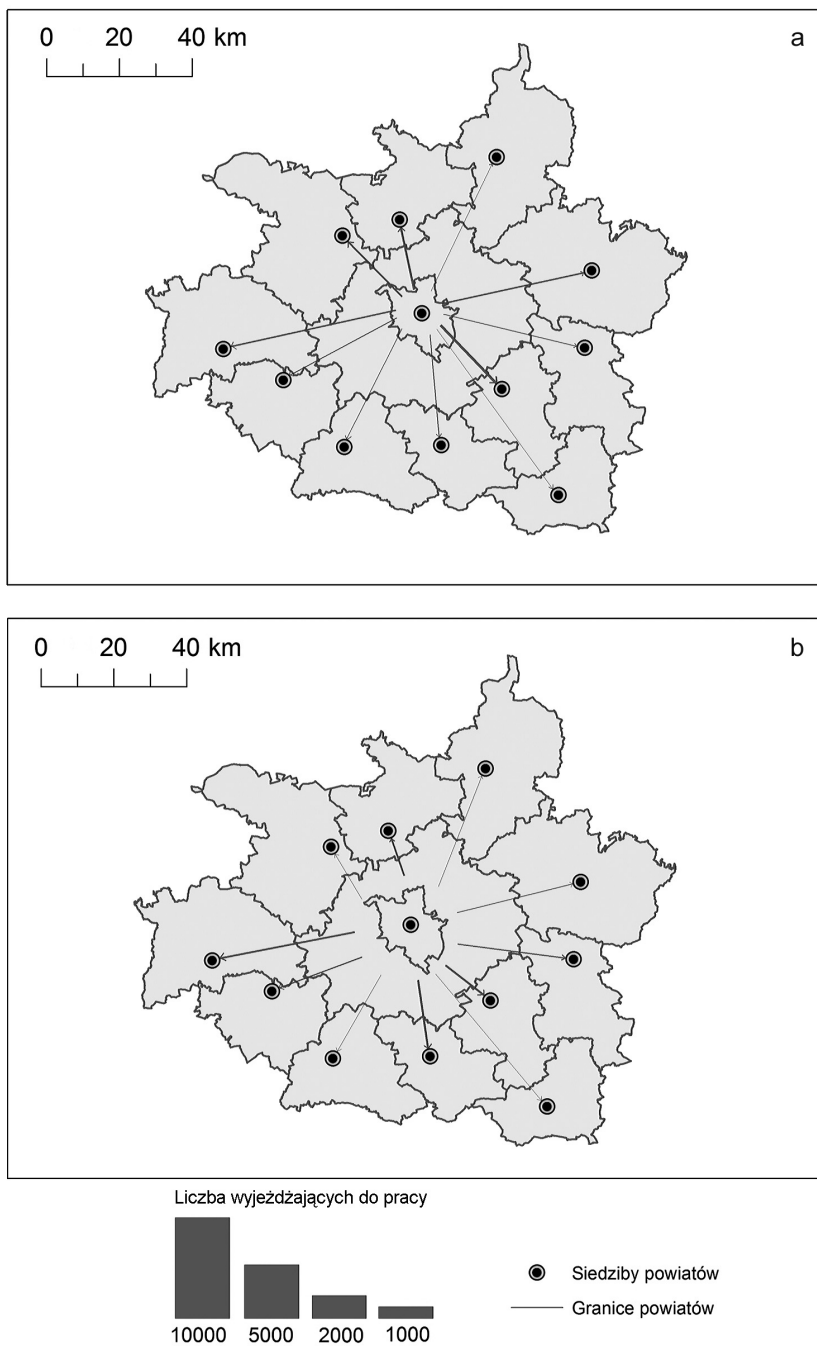 0 20 40 km
a
0 20 40 km
b
Liczba wyjeżdżających do pracy
10000 5000 2000 1000
Siedziby powiatów
Granice powiatów